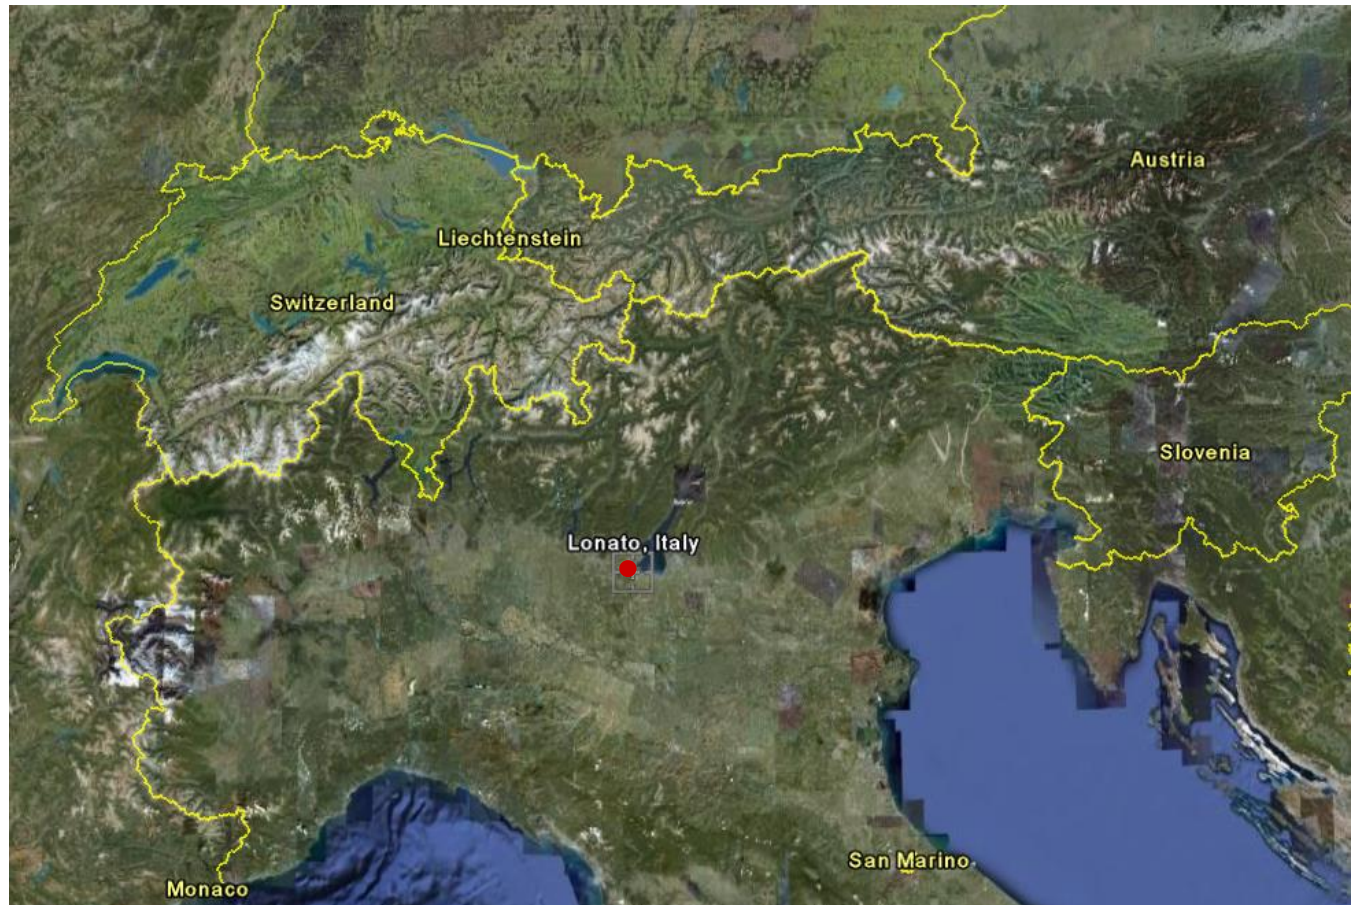 Austria
Liechtenstein
Switzerland
Slovenia
Lonato, Italy
San Marino
Monaco